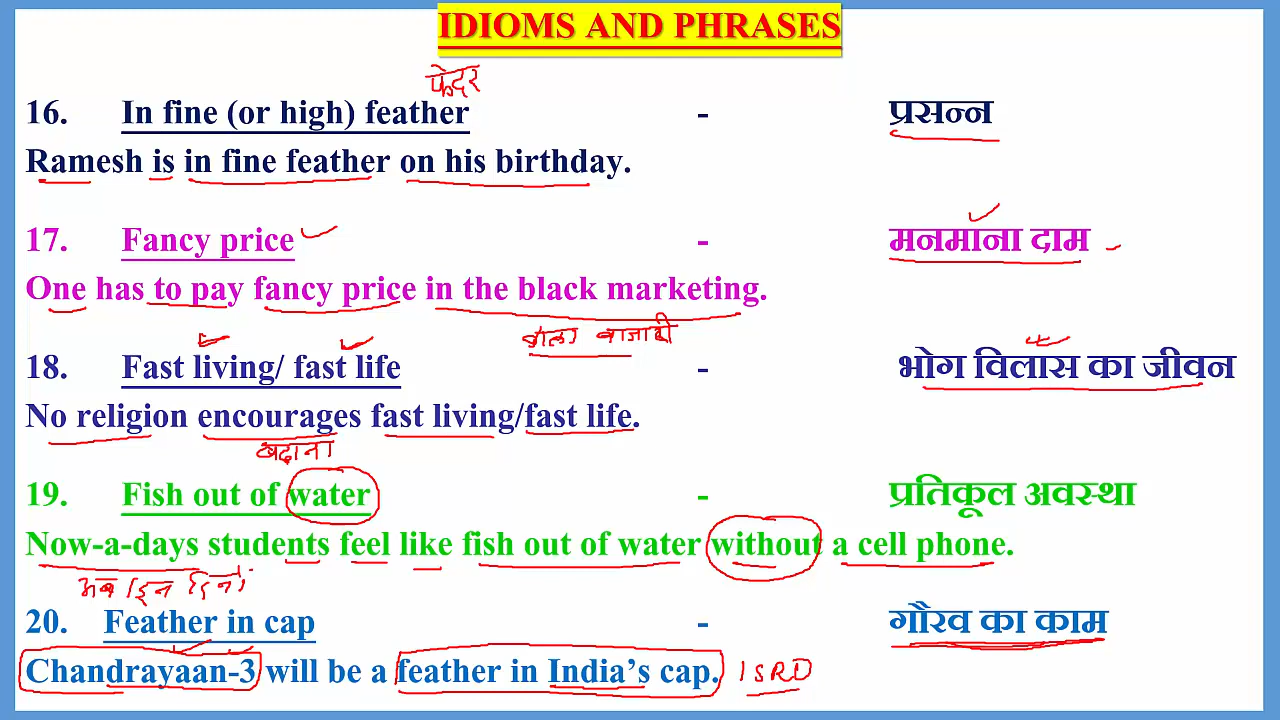 IDIOMS AND PHRASES
फेदर
16. In fine (or high) feather - प्रसन्न
Ramesh is in fine feather on his birthday.
17. Fancy price - मनमाना दाम
One has to pay fancy price in the black marketing.
काला बाजारी
18. Fast living/ fast life - भोग विलास का जीवन
No religion encourages fast living/fast life.
बढ़ाना
19. Fish out of water - प्रतिकूल अवस्था
Now-a-days students feel like fish out of water without a cell phone.
अब इन दिनों
20. Feather in cap - गौरव का काम
Chandrayaan-3 will be a feather in India’s cap. ISRO